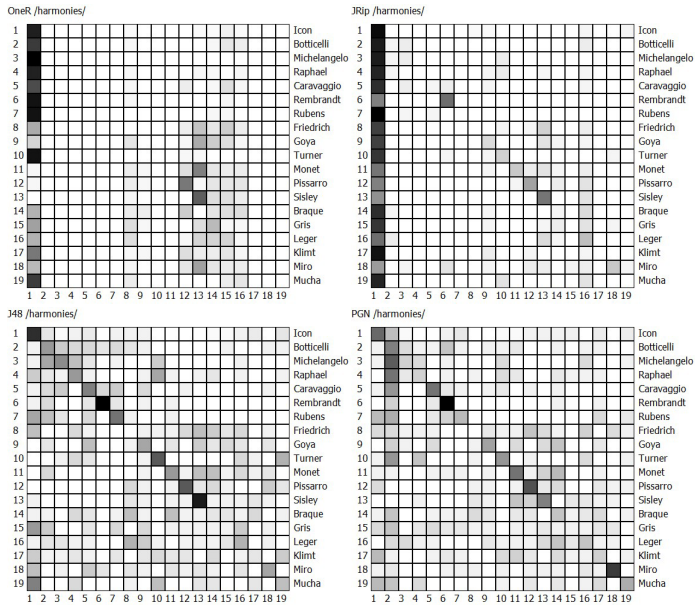 OneR /harmonies/
1 Icon
2 Botticelli
3 Michelangelo
4 Raphael
5 Caravaggio
6 Rembrandt
7 Rubens
8 Friedrich
9 Goya
10 Turner
11 Monet
12 Pissarro
13 Sisley
14 Braque
15 Gris
16 Leger
17 Klimt
18 Miro
19 Mucha
1 2 3 4 5 6 7 8 9 10 11 12 13 14 15 16 17 18 19
JRip /harmonies/
1 Icon
2 Botticelli
3 Michelangelo
4 Raphael
5 Caravaggio
6 Rembrandt
7 Rubens
8 Friedrich
9 Goya
10 Turner
11 Monet
12 Pissarro
13 Sisley
14 Braque
15 Gris
16 Leger
17 Klimt
18 Miro
19 Mucha
1 2 3 4 5 6 7 8 9 10 11 12 13 14 15 16 17 18 19
J48 /harmonies/
1 Icon
2 Botticelli
3 Michelangelo
4 Raphael
5 Caravaggio
6 Rembrandt
7 Rubens
8 Friedrich
9 Goya
10 Turner
11 Monet
12 Pissarro
13 Sisley
14 Braque
15 Gris
16 Leger
17 Klimt
18 Miro
19 Mucha
1 2 3 4 5 6 7 8 9 10 11 12 13 14 15 16 17 18 19
PGN /harmonies/
1 Icon
2 Botticelli
3 Michelangelo
4 Raphael
5 Caravaggio
6 Rembrandt
7 Rubens
8 Friedrich
9 Goya
10 Turner
11 Monet
12 Pissarro
13 Sisley
14 Braque
15 Gris
16 Leger
17 Klimt
18 Miro
19 Mucha
1 2 3 4 5 6 7 8 9 10 11 12 13 14 15 16 17 18 19